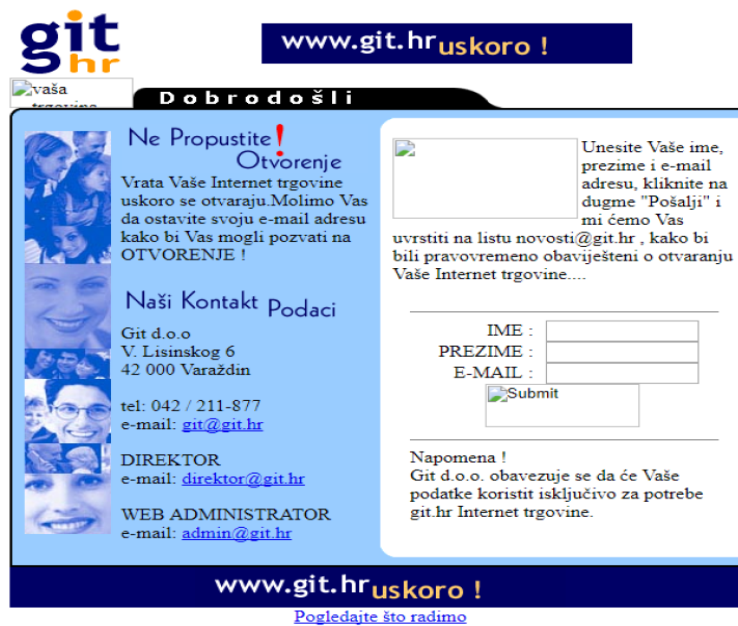 git
hr
www.git.hr uskoro !
vaša
trgovine
Dobrodošli
Ne Propustite !
Otvorenje
Vrata Vaše Internet trgovine
uskoro se otvaraju.Molimo Vas
da ostavite svoju e-mail adresu
kako bi Vas mogli pozvati na
OTVORENJE !
Naši Kontakt Podaci
Git d.o.o
V. Lisinskog 6
42 000 Varaždin
tel: 042 / 211-877
e-mail: git@git.hr
DIREKTOR
e-mail: direktor@git.hr
WEB ADMINISTRATOR
e-mail: admin@git.hr
Unesite Vaše ime,
prezime i e-mail
adresu, kliknite na
dugme "Pošalji" i
mi ćemo Vas
uvrstiti na listu novosti@git.hr , kako bi
bili pravovremeno obaviješteni o otvaranju
Vaše Internet trgovine....
IME :
PREZIME :
E-MAIL :
Submit
Napomena !
Git d.o.o. obavezuje se da će Vaše
podatke koristit isključivo za potrebe
git.hr Internet trgovine.
www.git.hr uskoro !
Pogledajte što radimo